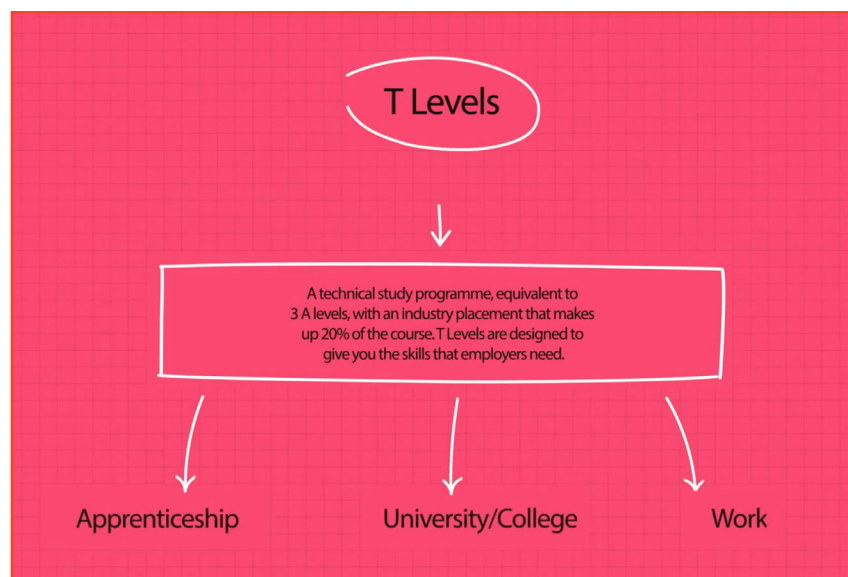 T Levels
A technical study programme, equivalent to
3 A levels, with an industry placement that makes
up 20% of the course. T Levels are designed to
give you the skills that employers need.
Apprenticeship
University/College
Work